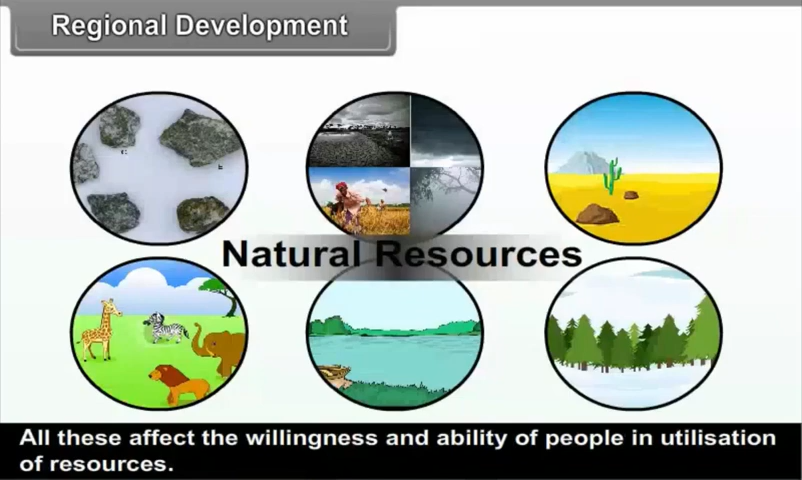 Regional Development
Natural Resources
All these affect the willingness and ability of people in utilisation
of resources.